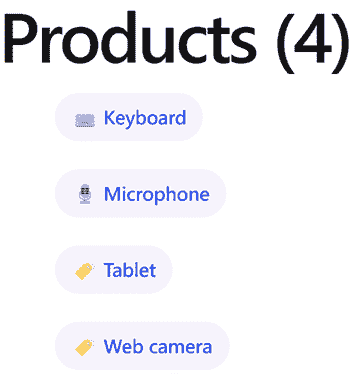 Products (4)
Keyboard
Microphone
Tablet
Web camera